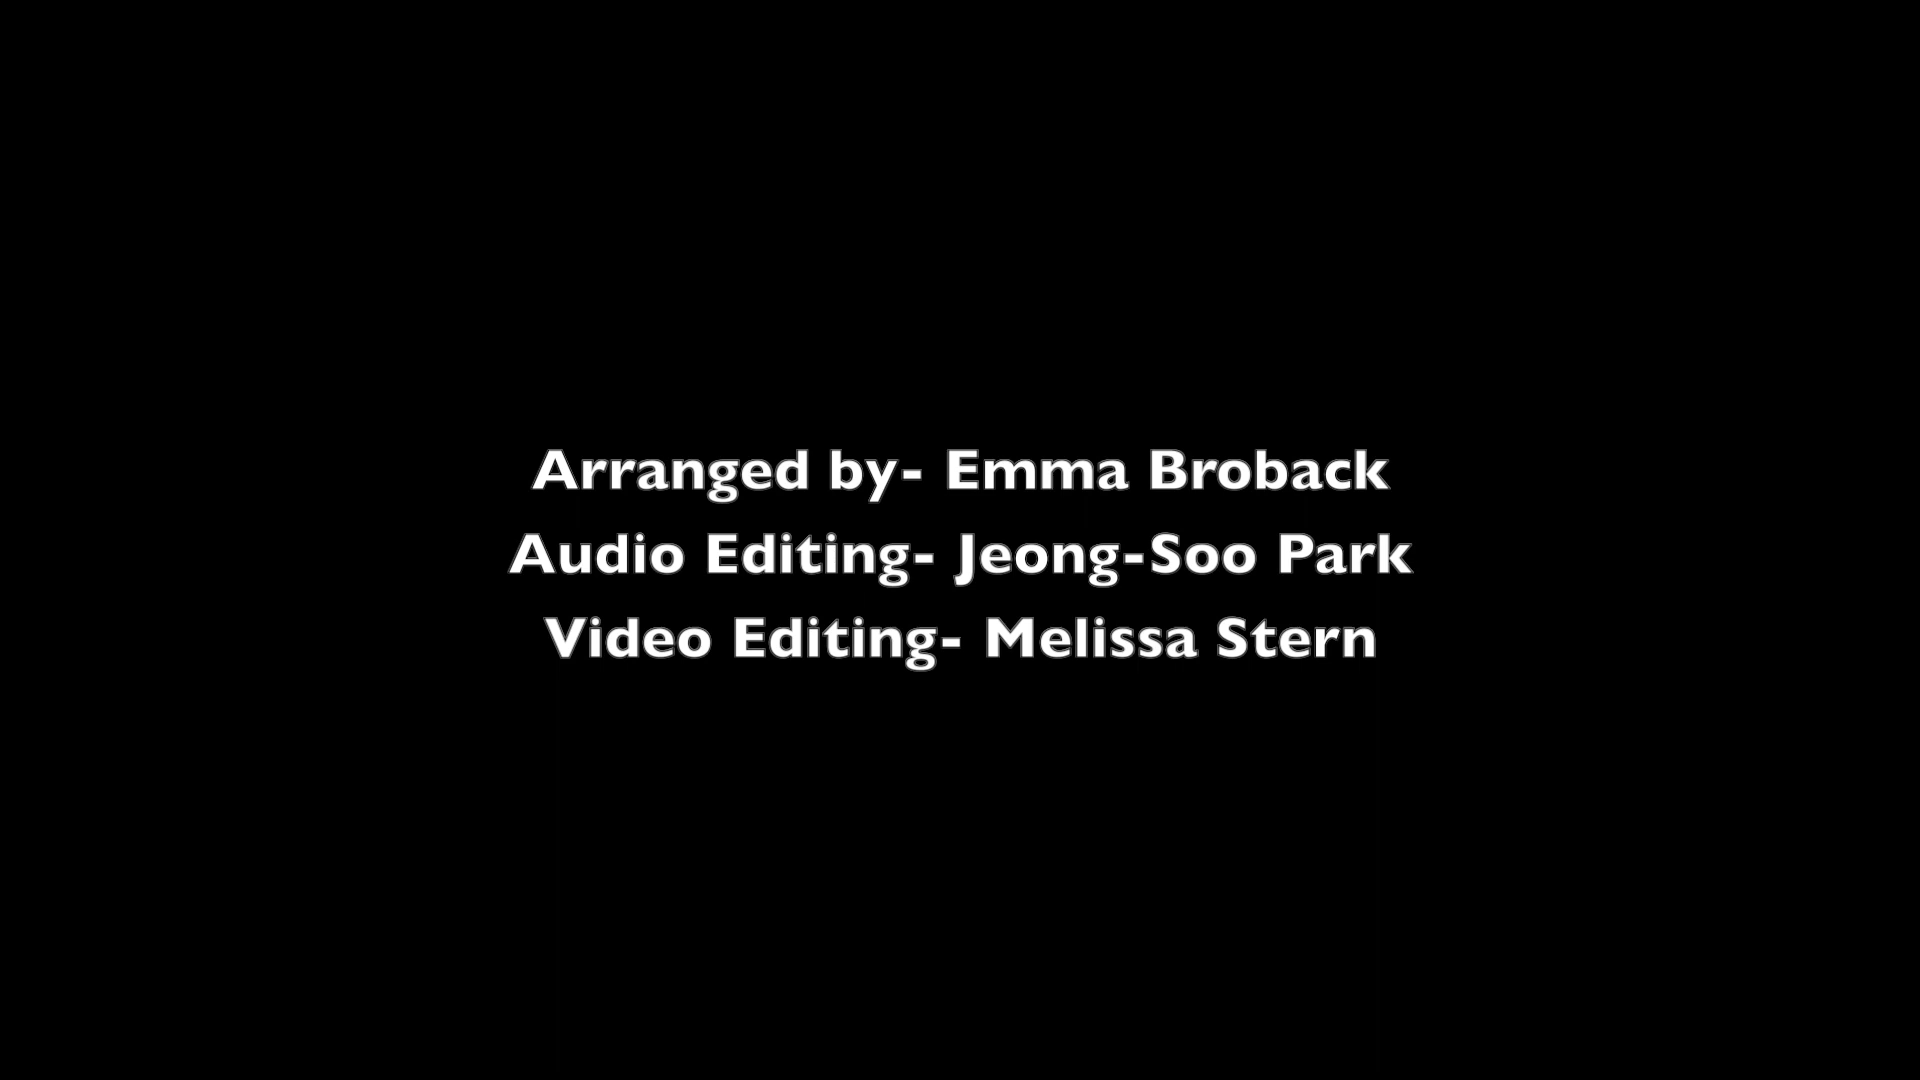 Arranged by- Emma Broback
Audio Editing- Jeong-Soo Park
Video Editing- Melissa Stern